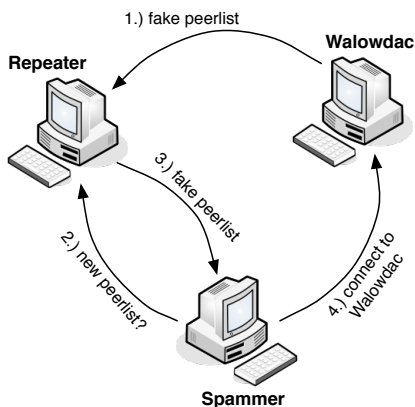 1.) fake peerlist
Walowdac
Repeater
3.) fake peerlist
2.) new peerlist?
4.) connect to
Walowdac
Spammer